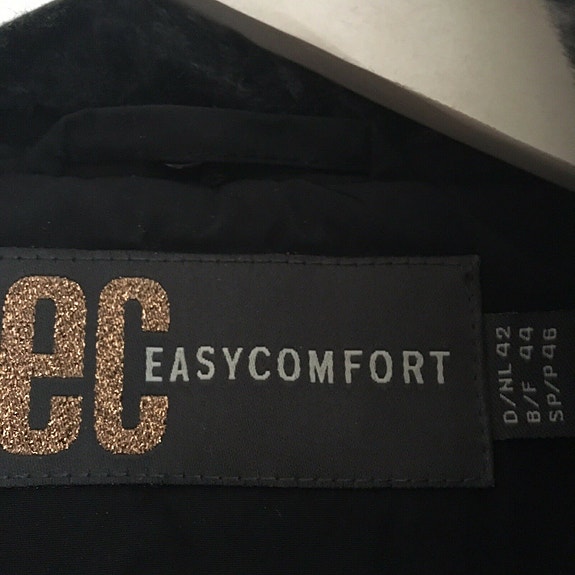 ec
EASYCOMFORT
D/NL 42
B/F 44
SP/P 46